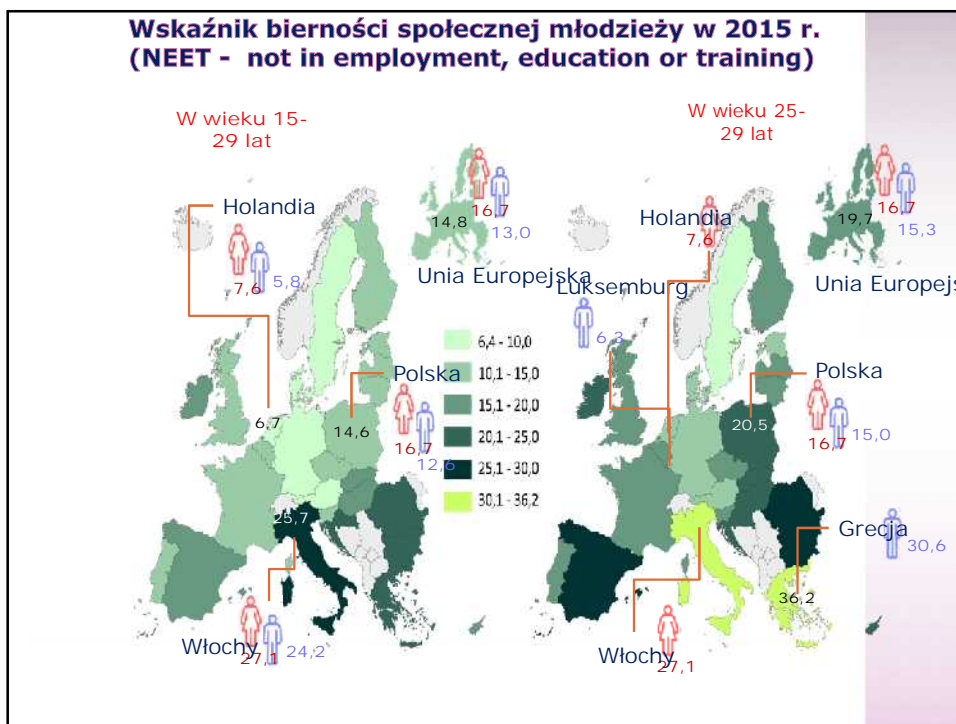 Wskaźnik bierności społecznej młodzieży w 2015 r.
(NEET - not in employment, education or training)
W wieku 15-
29 lat
Holandia
7,6
5,8
14,8
16,7
13,0
Unia Europejska
6,7
Polska
14,6
16,7
12,6
25,7
Włochy
27,1
24,2
6,4 - 10,0
10,1 - 15,0
15,1 - 20,0
20,1 - 25,0
25,1 - 30,0
30,1 - 36,2
W wieku 25-
29 lat
Holandia
7,6
19,7
16,7
15,3
Unia Europejs
Luksemburg
6,3
Polska
20,5
16,7
15,0
Grecja
30,6
36,2
Włochy
27,1